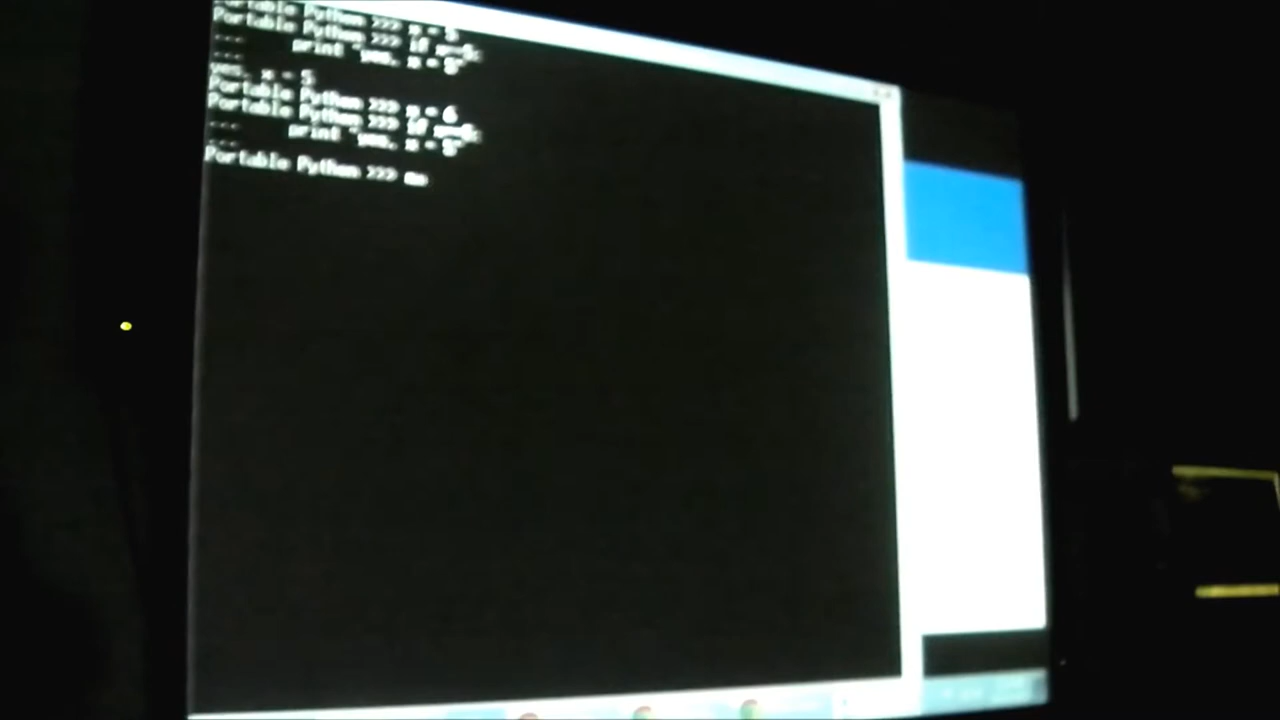 Portable Python >>> x = 5
Portable Python >>> if x==5:
... print "yes, x = 5"
...
yes, x = 5
Portable Python >>> x = 6
Portable Python >>> if x==5:
... print "yes, x = 5"
...
Portable Python >>>